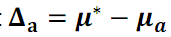 Δₐ = μ* − μₐ